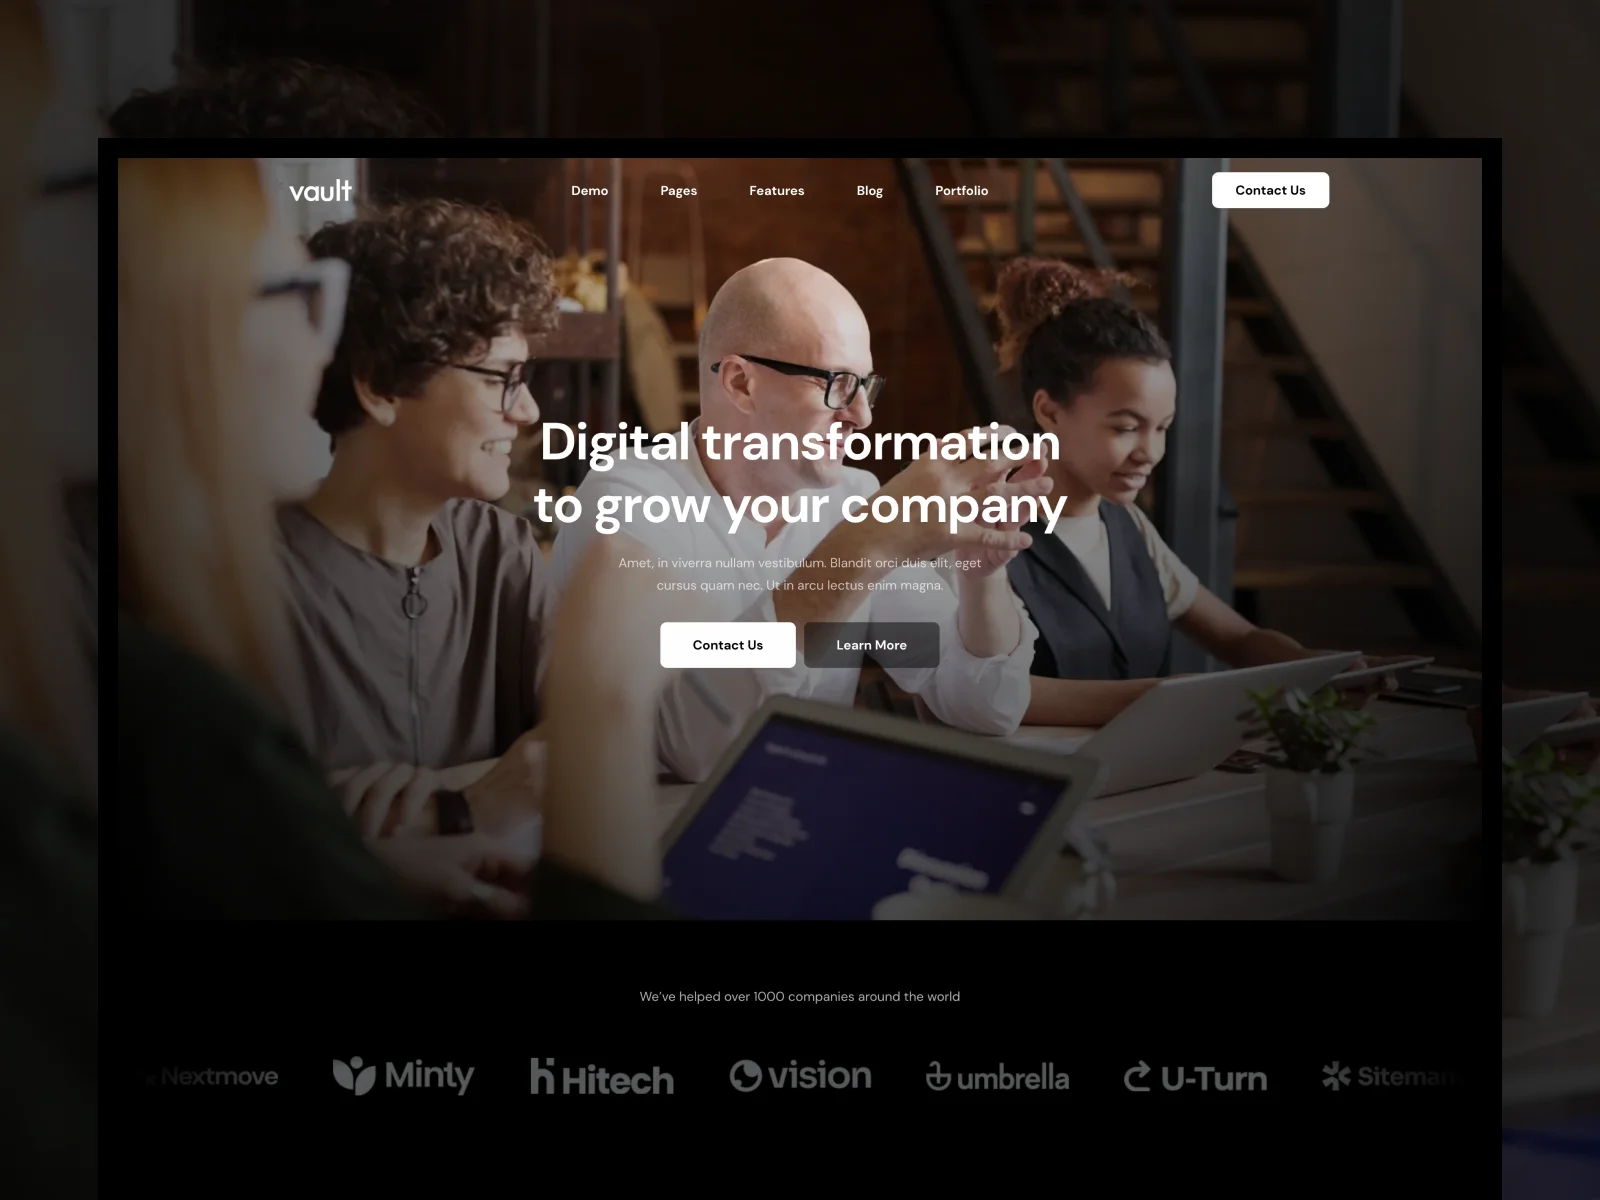 vault
Demo
Pages
Features
Blog
Portfolio
Contact Us
Digital transformation
to grow your company
Amet, in viverra nullam vestibulum. Blandit orci duis elit, eget
cursus quam nec. Ut in arcu lectus enim magna.
Contact Us
Learn More
We’ve helped over 1000 companies around the world
Nextmove
Minty
Hitech
vision
umbrella
U-Turn